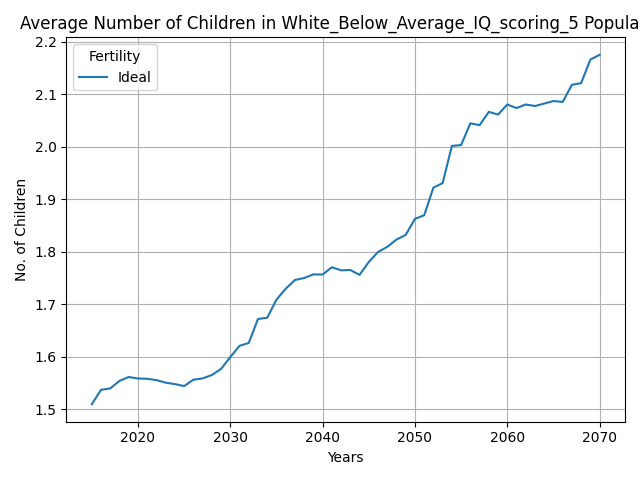 Average Number of Children in White_Below_Average_IQ_scoring_5 Popula
Fertility
Ideal
2.2
2.1
2.0
1.9
1.8
1.7
1.6
1.5
No. of Children
2020 2030 2040 2050 2060 2070
Years